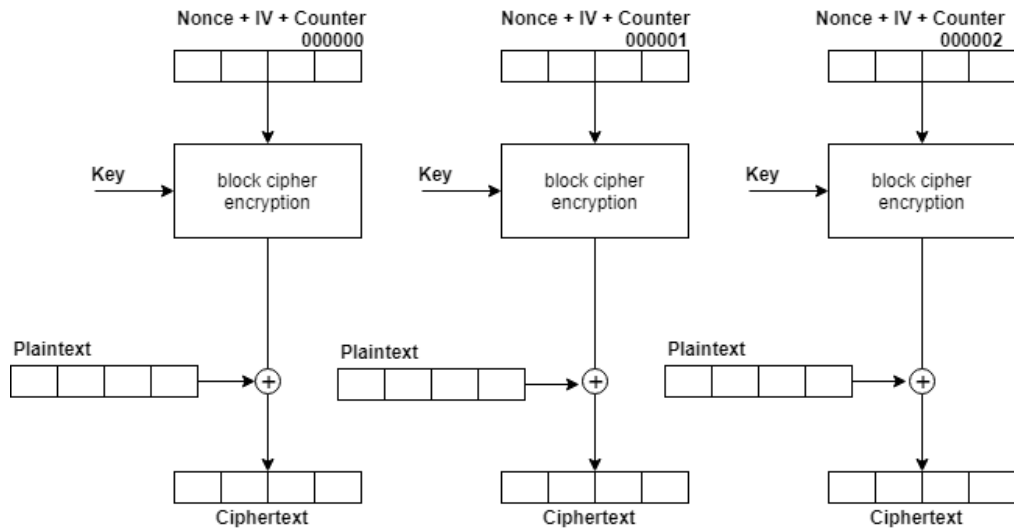 Nonce + IV + Counter
000000
Nonce + IV + Counter
000001
Nonce + IV + Counter
000002
Key
block cipher
encryption
Key
block cipher
encryption
Key
block cipher
encryption
Plaintext
+
Plaintext
+
Plaintext
+
Ciphertext
Ciphertext
Ciphertext